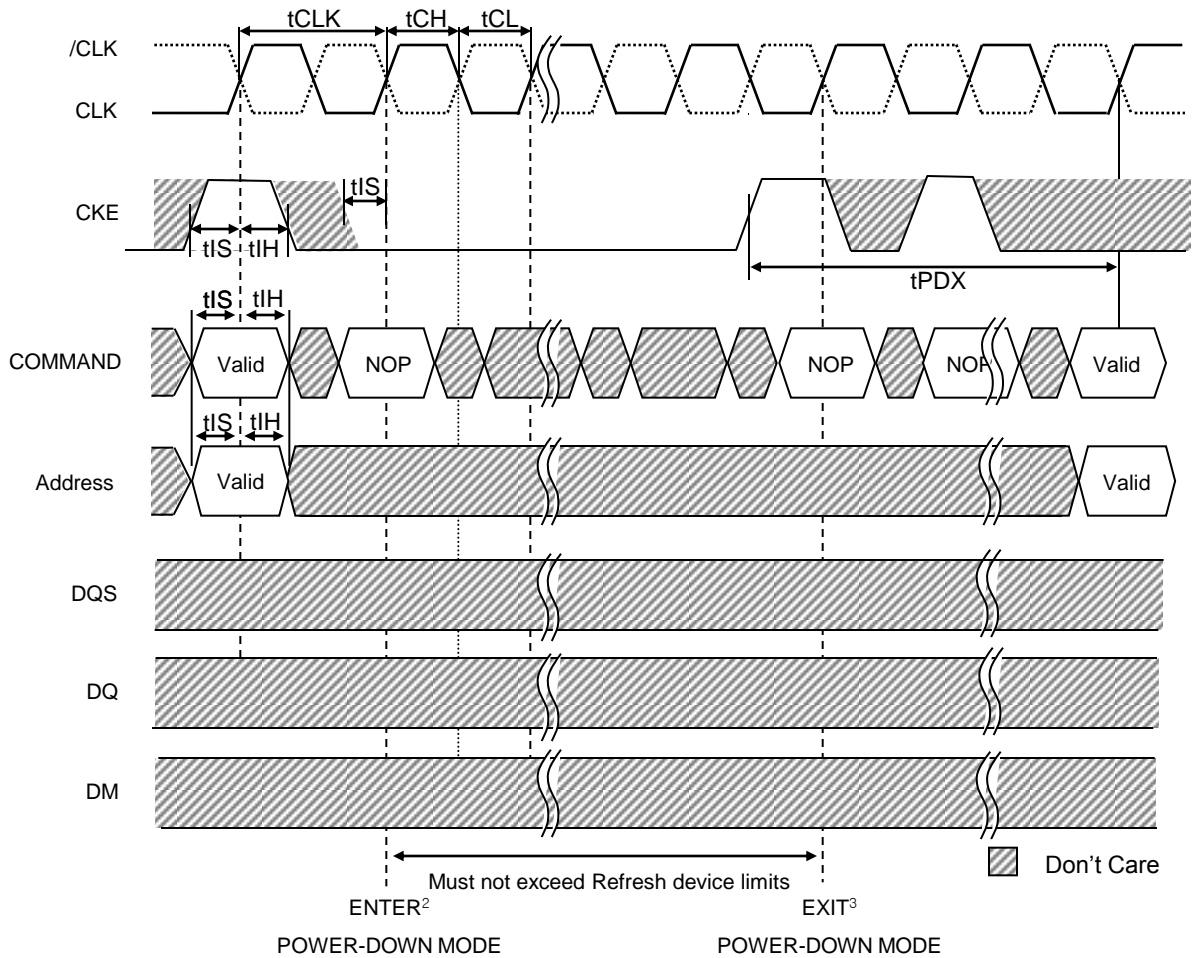 tCLK tCH tCL
/CLK
CLK
tIS
CKE
tIS tIH
tPDX
tIS tIH
COMMAND Valid NOP NOP NOP Valid
tIS tIH
Address Valid Valid
DQS
DQ
DM
Don't Care
Must not exceed Refresh device limits
ENTER² EXIT³
POWER-DOWN MODE POWER-DOWN MODE